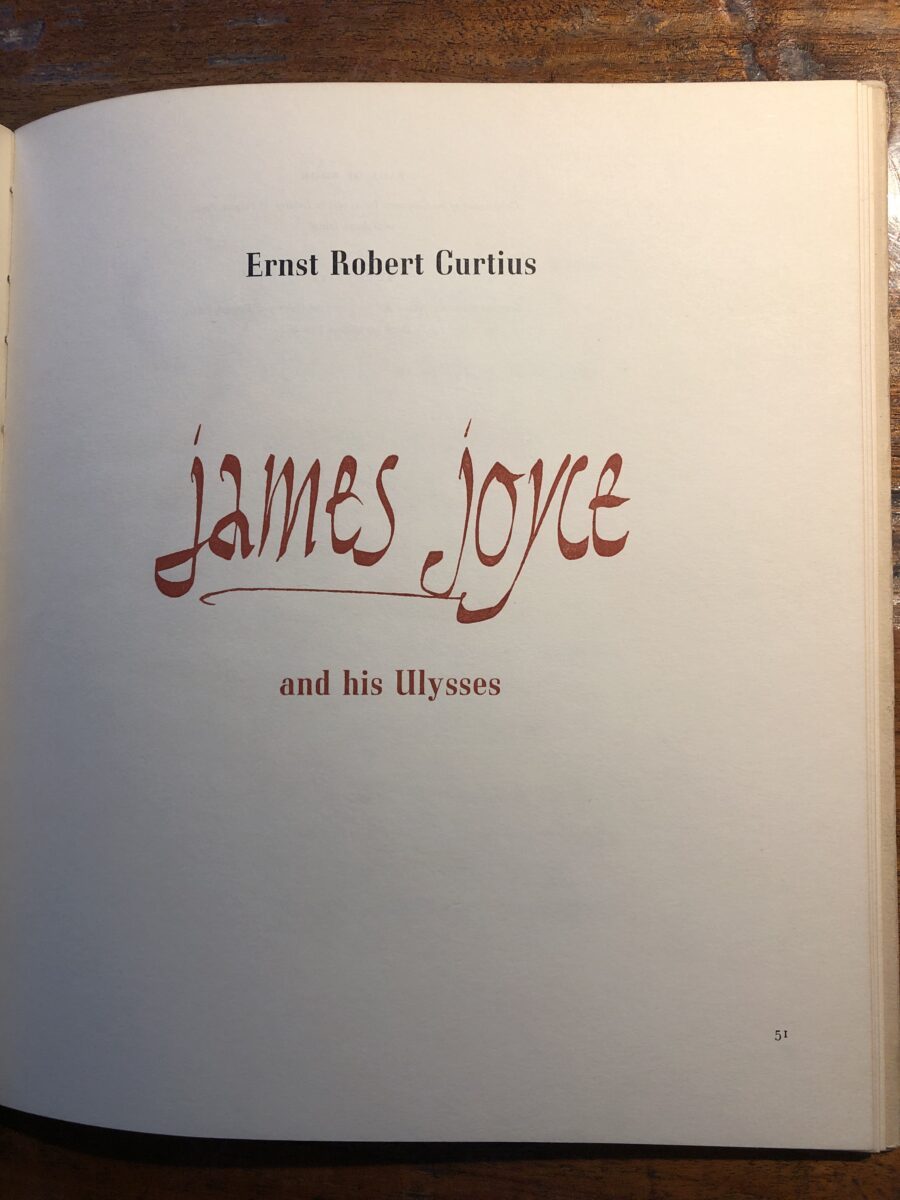 Ernst Robert Curtius
james joyce
and his Ulysses
51